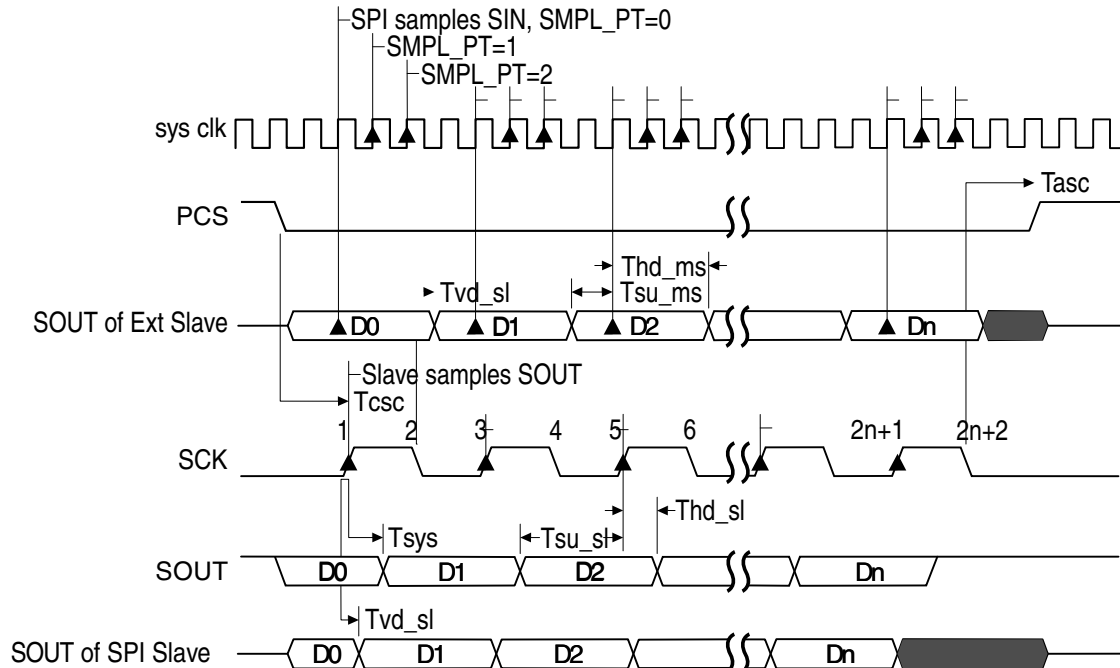 SPI samples SIN, SMPL_PT=0
SMPL_PT=1
SMPL_PT=2
sys clk
Tasc
PCS
Thd_ms
Tvd_sl
Tsu_ms
SOUT of Ext Slave
D0
D1
D2
Dn
Slave samples SOUT
Tcsc
1
2
3
4
5
6
2n+1
2n+2
SCK
Thd_sl
Tsys
Tsu_sl
SOUT
D0
D1
D2
Dn
Tvd_sl
SOUT of SPI Slave
D0
D1
D2
Dn